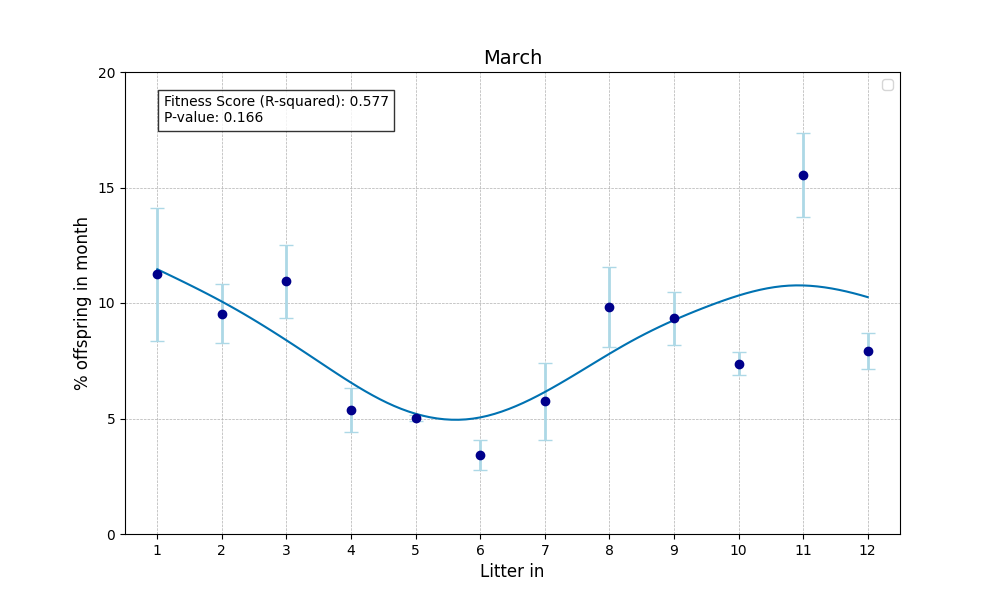 March
20
Fitness Score (R-squared): 0.577
P-value: 0.166
15
10
5
0
% offspring in month
1 2 3 4 5 6 7 8 9 10 11 12
Litter in